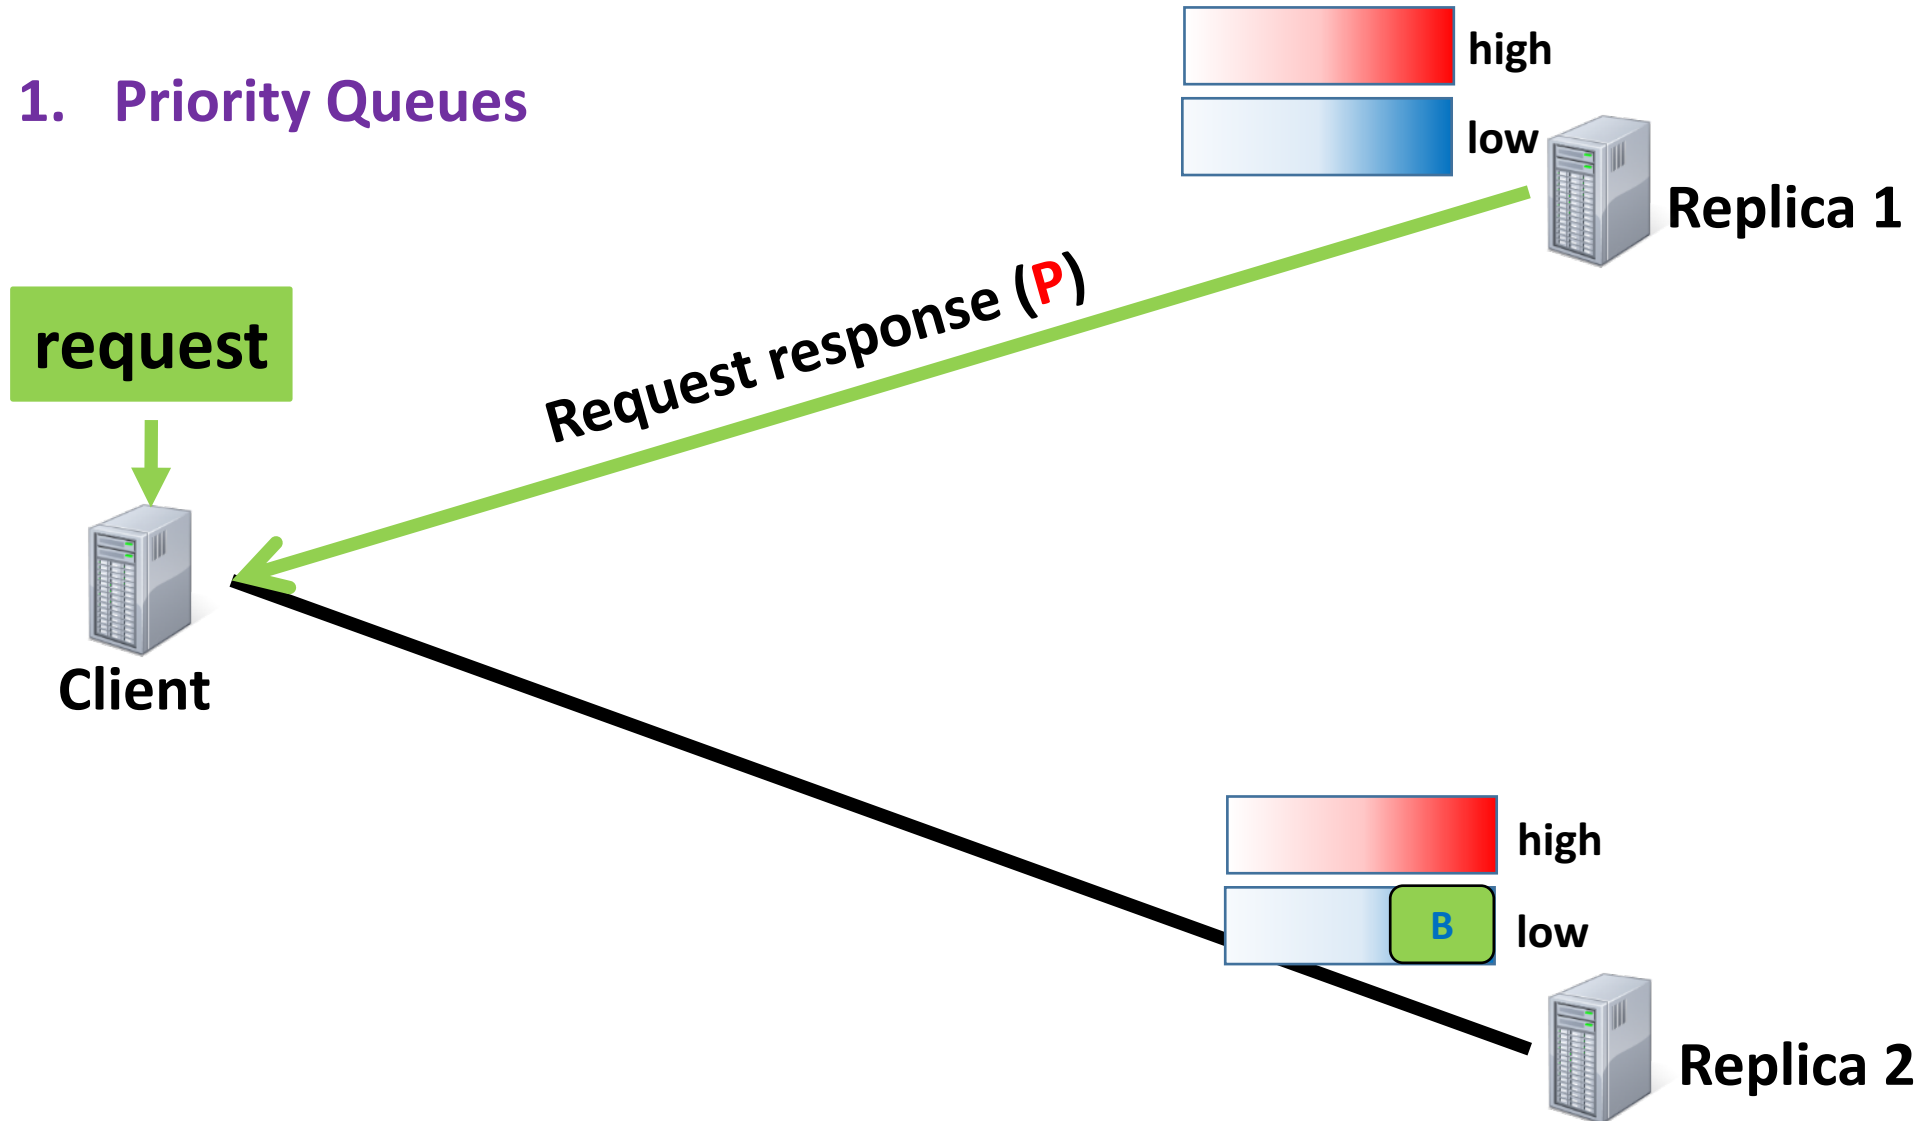 1. Priority Queues
high
low
Replica 1
Request response (P)
request
Client
high
B low
Replica 2